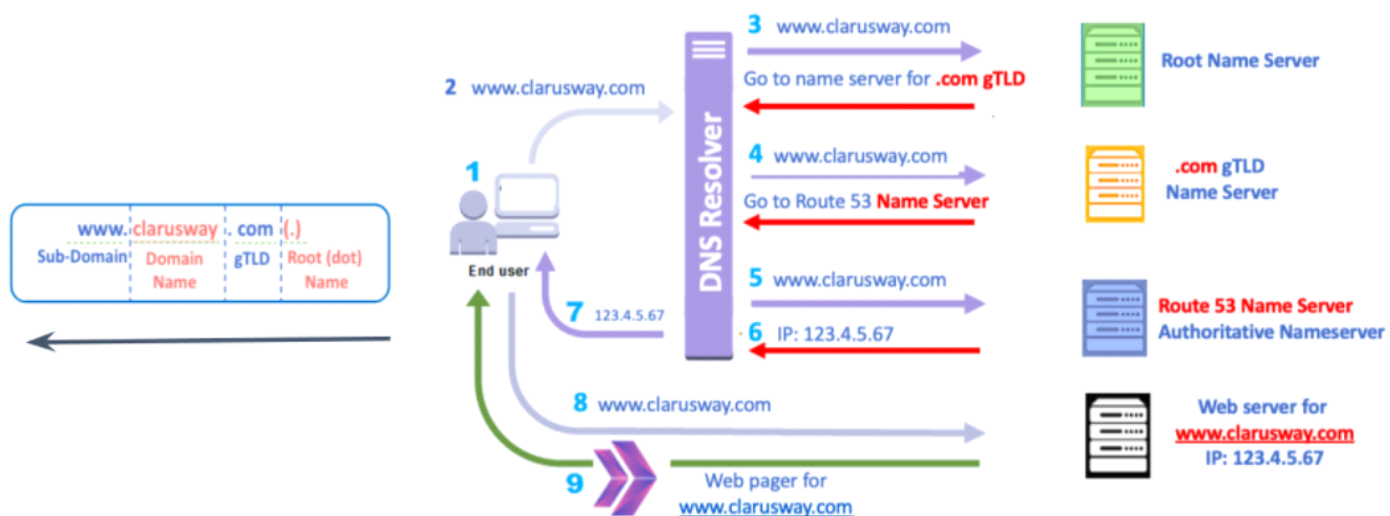 www. clarusway . com (.)
Sub-Domain Domain Name gTLD Root (dot) Name
1
End user
2 www.clarusway.com
DNS Resolver
3 www.clarusway.com
Go to name server for .com gTLD
Root Name Server
4 www.clarusway.com
Go to Route 53 Name Server
.com gTLD
Name Server
5 www.clarusway.com
6 IP: 123.4.5.67
Route 53 Name Server
Authoritative Nameserver
7 123.4.5.67
8 www.clarusway.com
9
Web pager for
www.clarusway.com
Web server for
www.clarusway.com
IP: 123.4.5.67